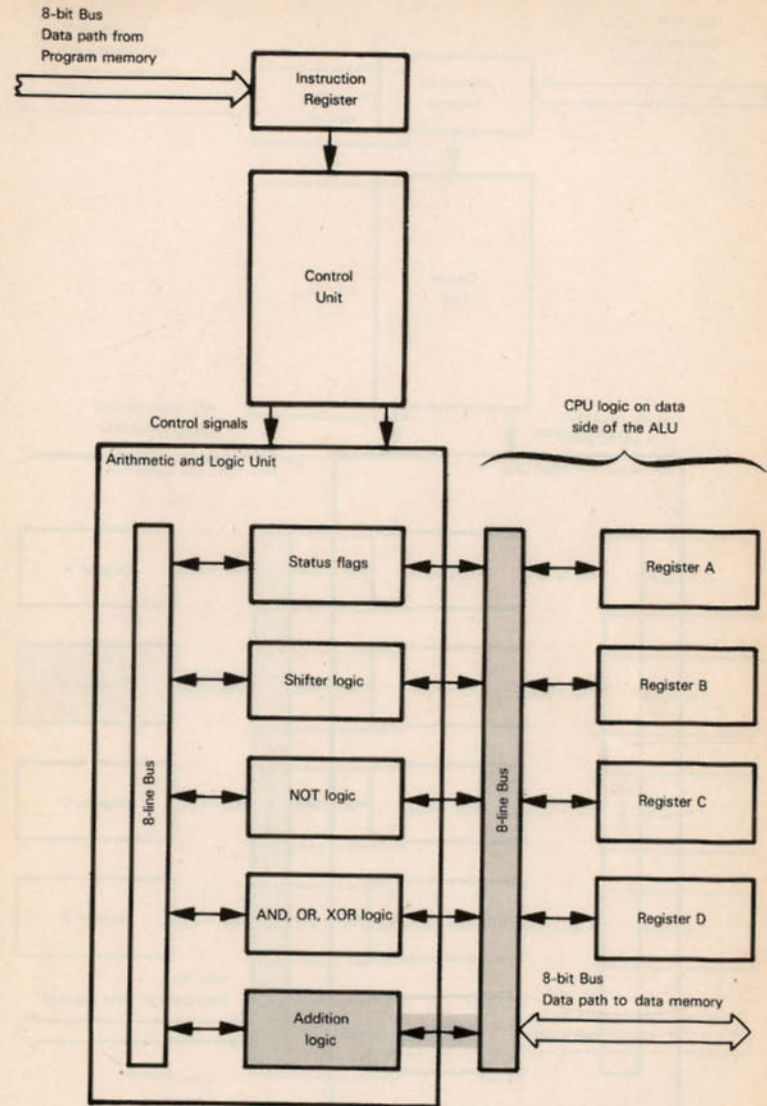 8-bit Bus
Data path from
Program memory
Instruction
Register
Control
Unit
Control signals
CPU logic on data
side of the ALU
Arithmetic and Logic Unit
8-line Bus
Status flags
Shifter logic
NOT logic
AND, OR, XOR logic
Addition
logic
8-line Bus
Register A
Register B
Register C
Register D
8-bit Bus
Data path to data memory